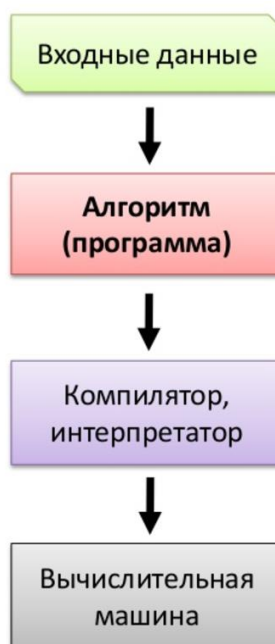 Входные данные
Алгоритм
(программа)
Компилятор,
интерпретатор
Вычислительная
машина